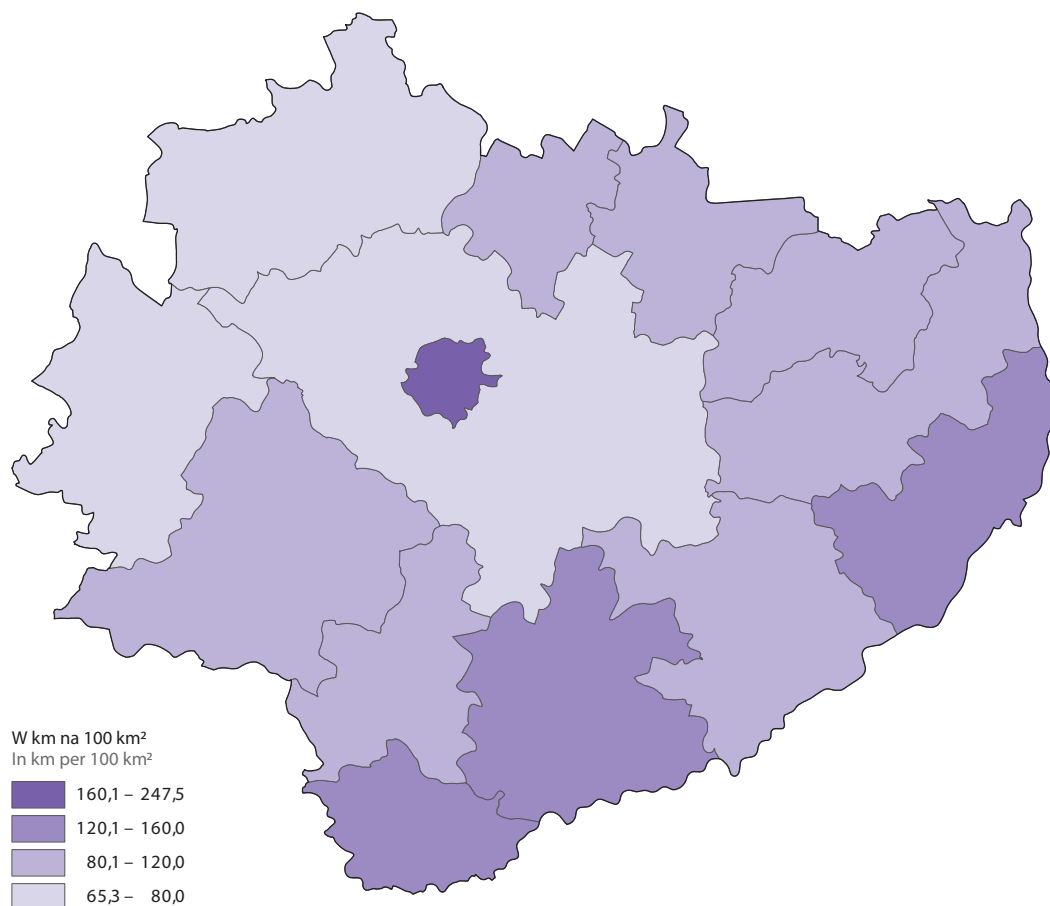 W km na 100 km²
In km per 100 km²
160,1 – 247,5
120,1 – 160,0
80,1 – 120,0
65,3 – 80,0